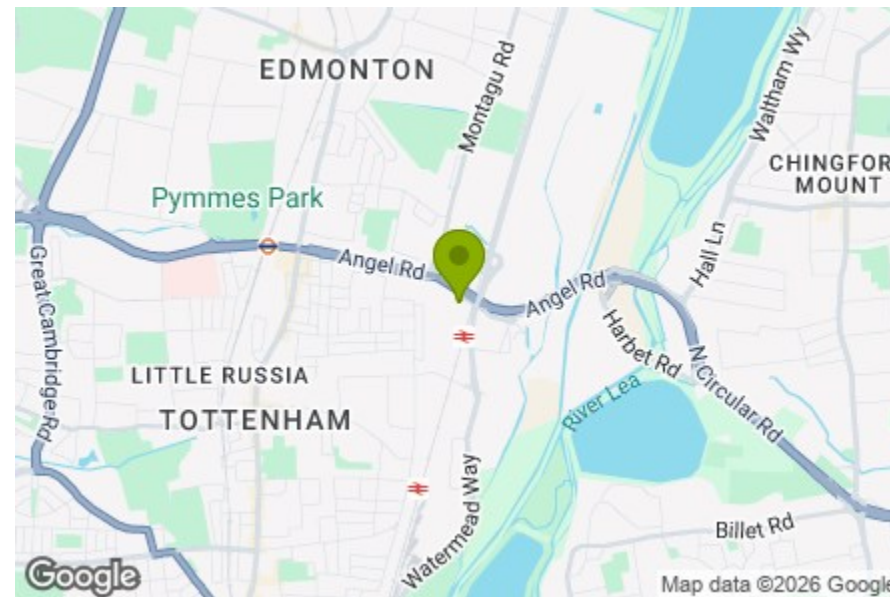 EDMONTON
Montagu Rd
Waltham Wy
CHINGFOR
MOUNT
Pymmes Park
Hall Ln
Angel Rd
Angel Rd
Great Cambridge Rd
Harbet Rd
N Circular Rd
LITTLE RUSSIA
River Lea
TOTTENHAM
Watermead Way
Billet Rd
Google
Map data ©2026 Google